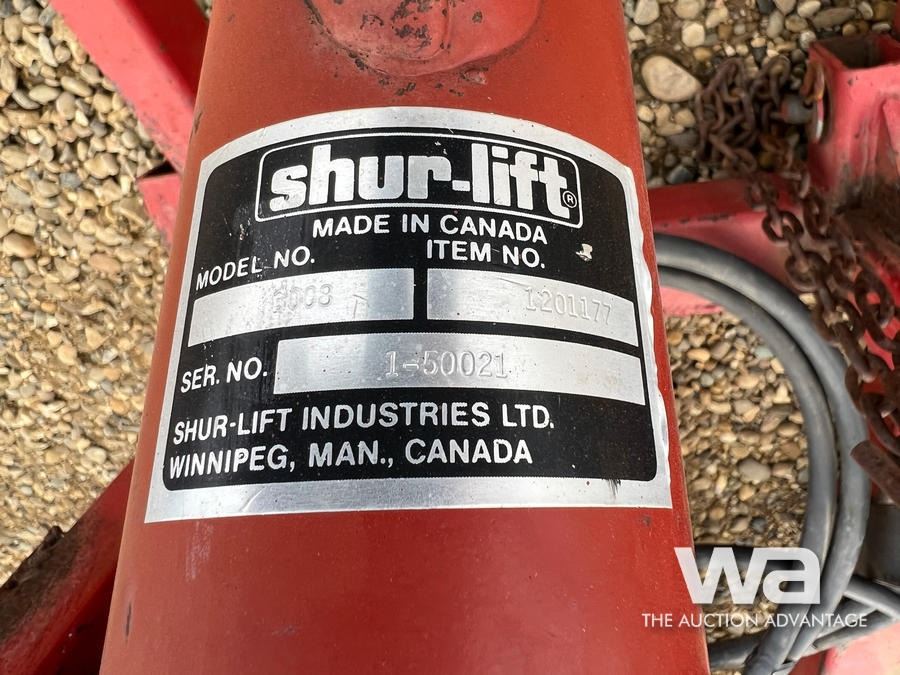 shur-lift®
MADE IN CANADA
MODEL NO. ITEM NO.
1201177
SER. NO. 1-50021
SHUR-LIFT INDUSTRIES LTD.
WINNIPEG, MAN., CANADA
wa
THE AUCTION ADVANTAGE